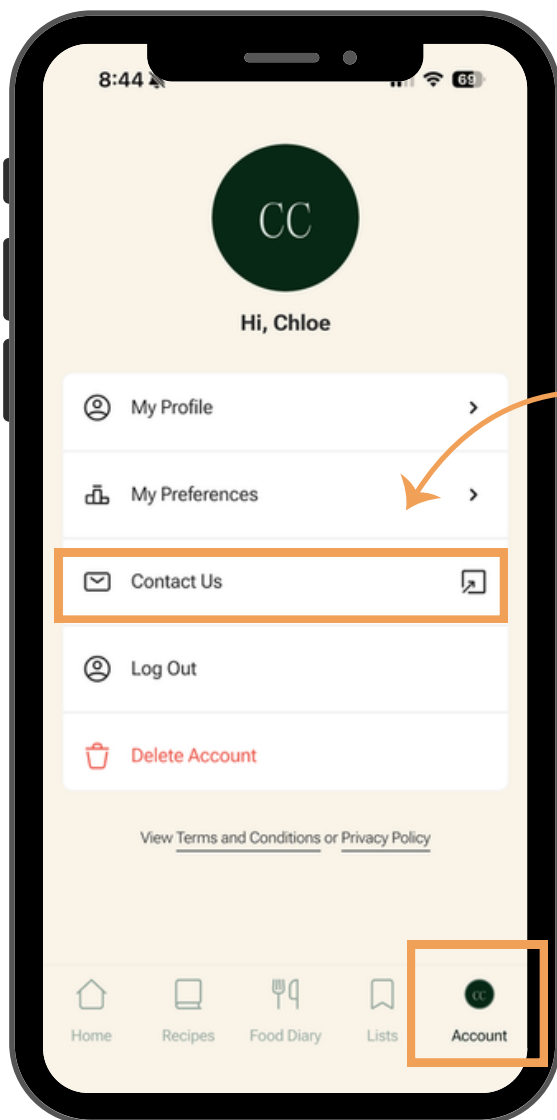 8:44
69
CC
Hi, Chloe
My Profile
My Preferences
Contact Us
Log Out
Delete Account
View Terms and Conditions or Privacy Policy
CC
Home Recipes Food Diary Lists Account